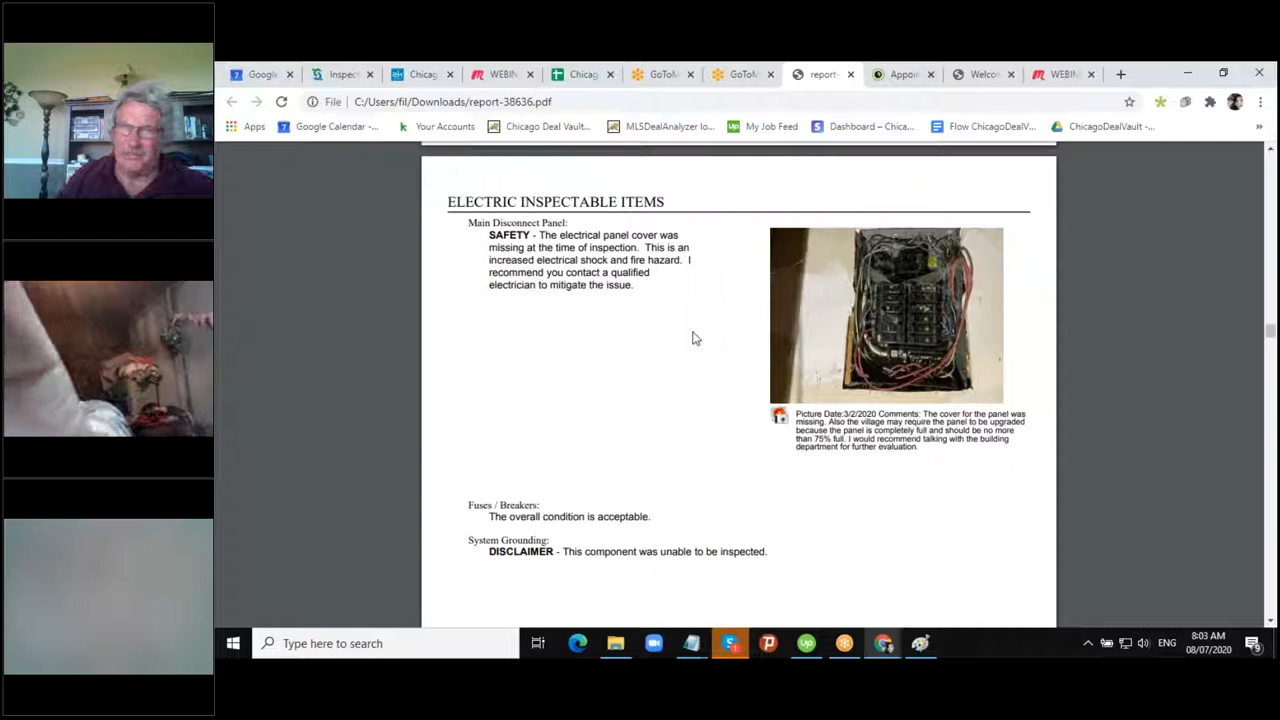 Google
Inspect
Chicag
WEBIN
Chicag
GoToM
GoToM
report-
Appoi
Welcon
WEBIN
File
C:/Users/fil/Downloads/report-38636.pdf
Apps
Google Calendar -...
Your Accounts
Chicago Deal Vault...
MLSDealAnalyzer lo...
My Job Feed
Dashboard – Chica...
Flow ChicagoDealV...
ChicagoDealVault -...
ELECTRIC INSPECTABLE ITEMS
Main Disconnect Panel:
SAFETY - The electrical panel cover was
missing at the time of inspection. This is an
increased electrical shock and fire hazard. I
recommend you contact a qualified
electrician to mitigate the issue.
Picture Date:3/2/2020 Comments: The cover for the panel was
missing. Also the village may require the panel to be upgraded
because the panel is completely full and should be no more
than 75% full. I would recommend talking with the building
department for further evaluation
Fuses / Breakers:
The overall condition is acceptable.
System Grounding:
DISCLAIMER - This component was unable to be inspected.
Type here to search
ENG
8:03 AM
08/07/2020